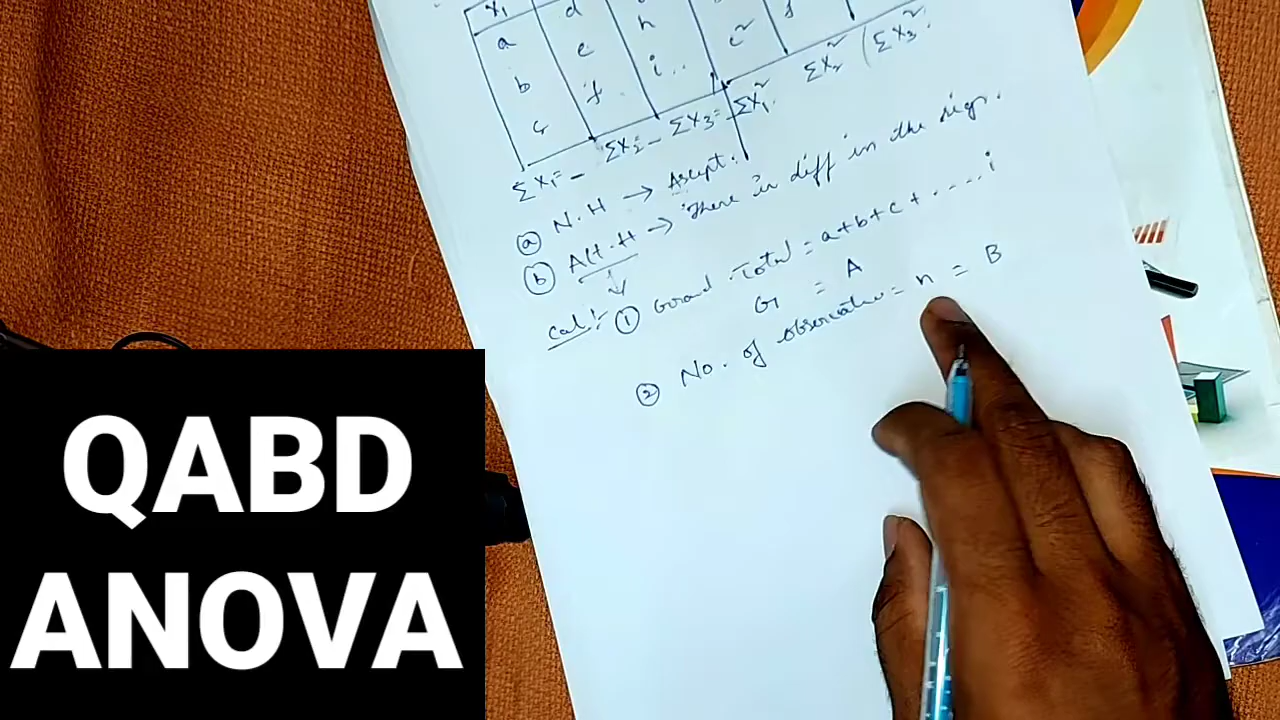 X₁ d h
a e i..
b f i²
c
ΣX₁ = - ΣX₂ = - ΣX₃ = ΣX₁² ΣX₂² (ΣX₃²
ⓐ N.H → Accept.
ⓑ Alt.H → There is diff in the sign.
Cal:- ① Grand Total = a+b+c+.....i
G = A
② No. of observation = n = B
QABD
ANOVA